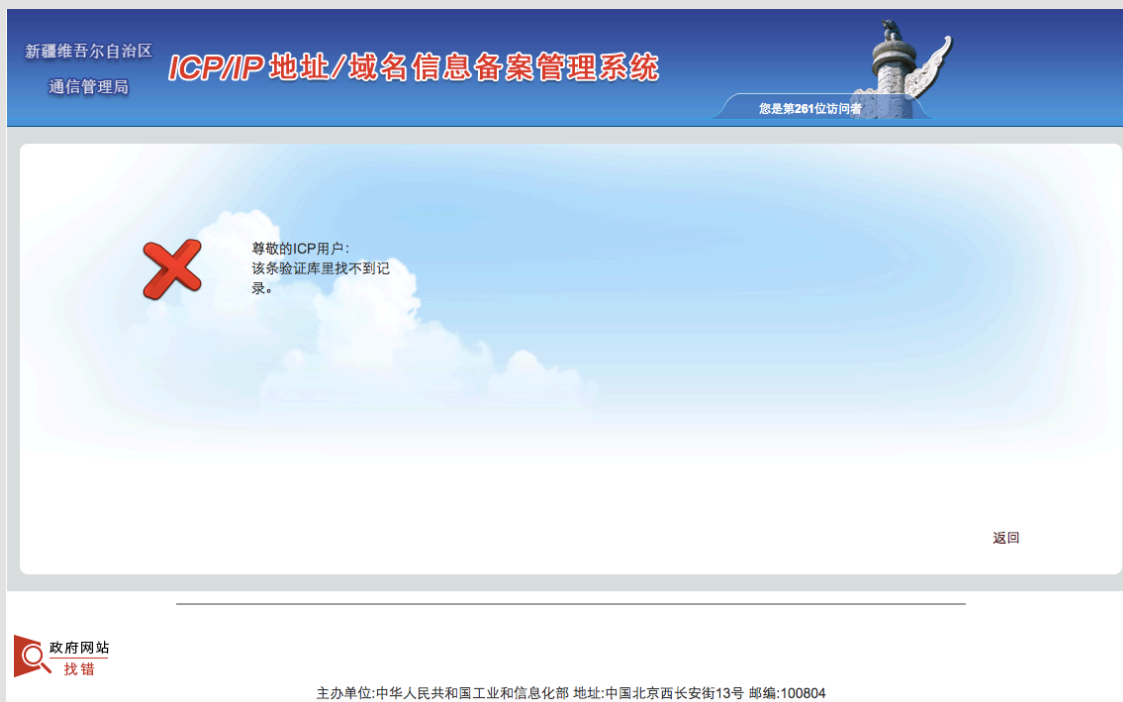 新疆维吾尔自治区
通信管理局
ICP/IP 地址/域名信息备案管理系统
您是第261位访问者
尊敬的ICP用户:
该条验证库里找不到记
录。
返回
政府网站
找错
主办单位:中华人民共和国工业和信息化部 地址:中国北京西长安街13号 邮编:100804